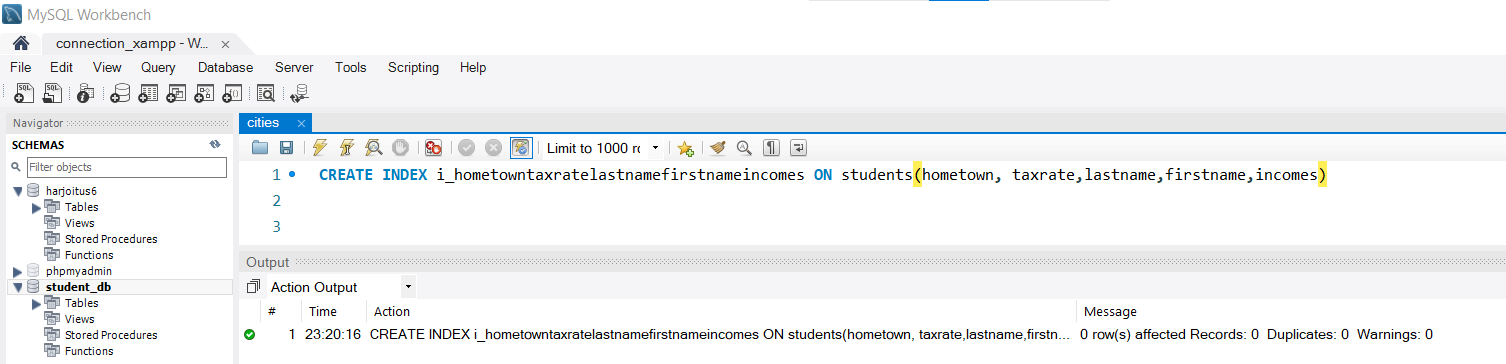 MySQL Workbench
connection_xampp - W... ×
File Edit View Query Database Server Tools Scripting Help
Navigator
SCHEMAS
Filter objects
harjoitus6
Tables
Views
Stored Procedures
Functions
phpmyadmin
student_db
Tables
Views
Stored Procedures
Functions
cities ×
Limit to 1000 rc
1 CREATE INDEX i_hometowntaxratelastnamefirstnameincomes ON students(hometown, taxrate,lastname,firstname,incomes)
2
3
Output
Action Output
# Time Action Message
1 23:20:16 CREATE INDEX i_hometowntaxratelastnamefirstnameincomes ON students(hometown, taxrate,lastname,firstn... 0 row(s) affected Records: 0 Duplicates: 0 Warnings: 0